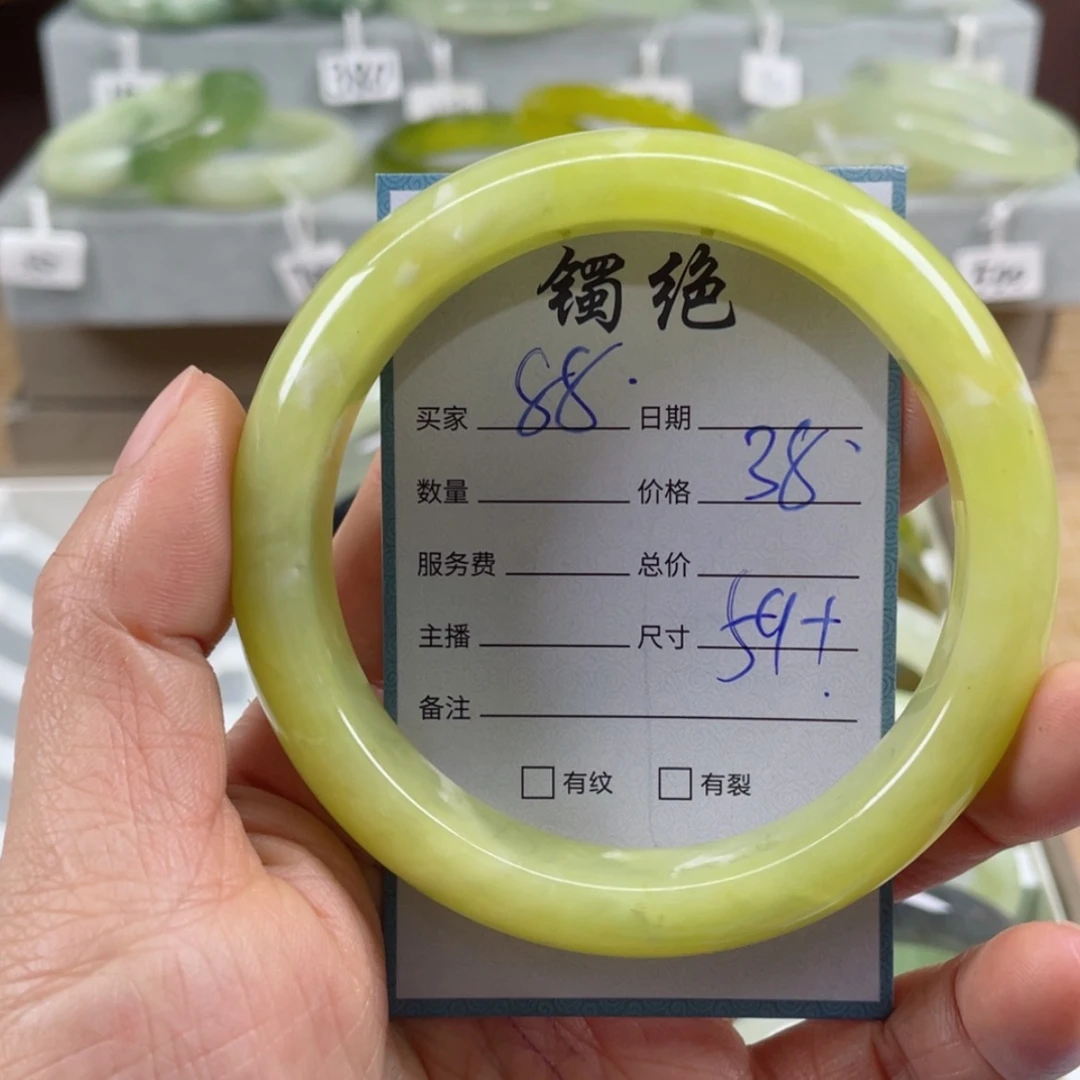 镯绝
买家 88. 日期
数量 价格 38.
服务费 总价
主播 尺寸 59+
备注
□有纹 □有裂